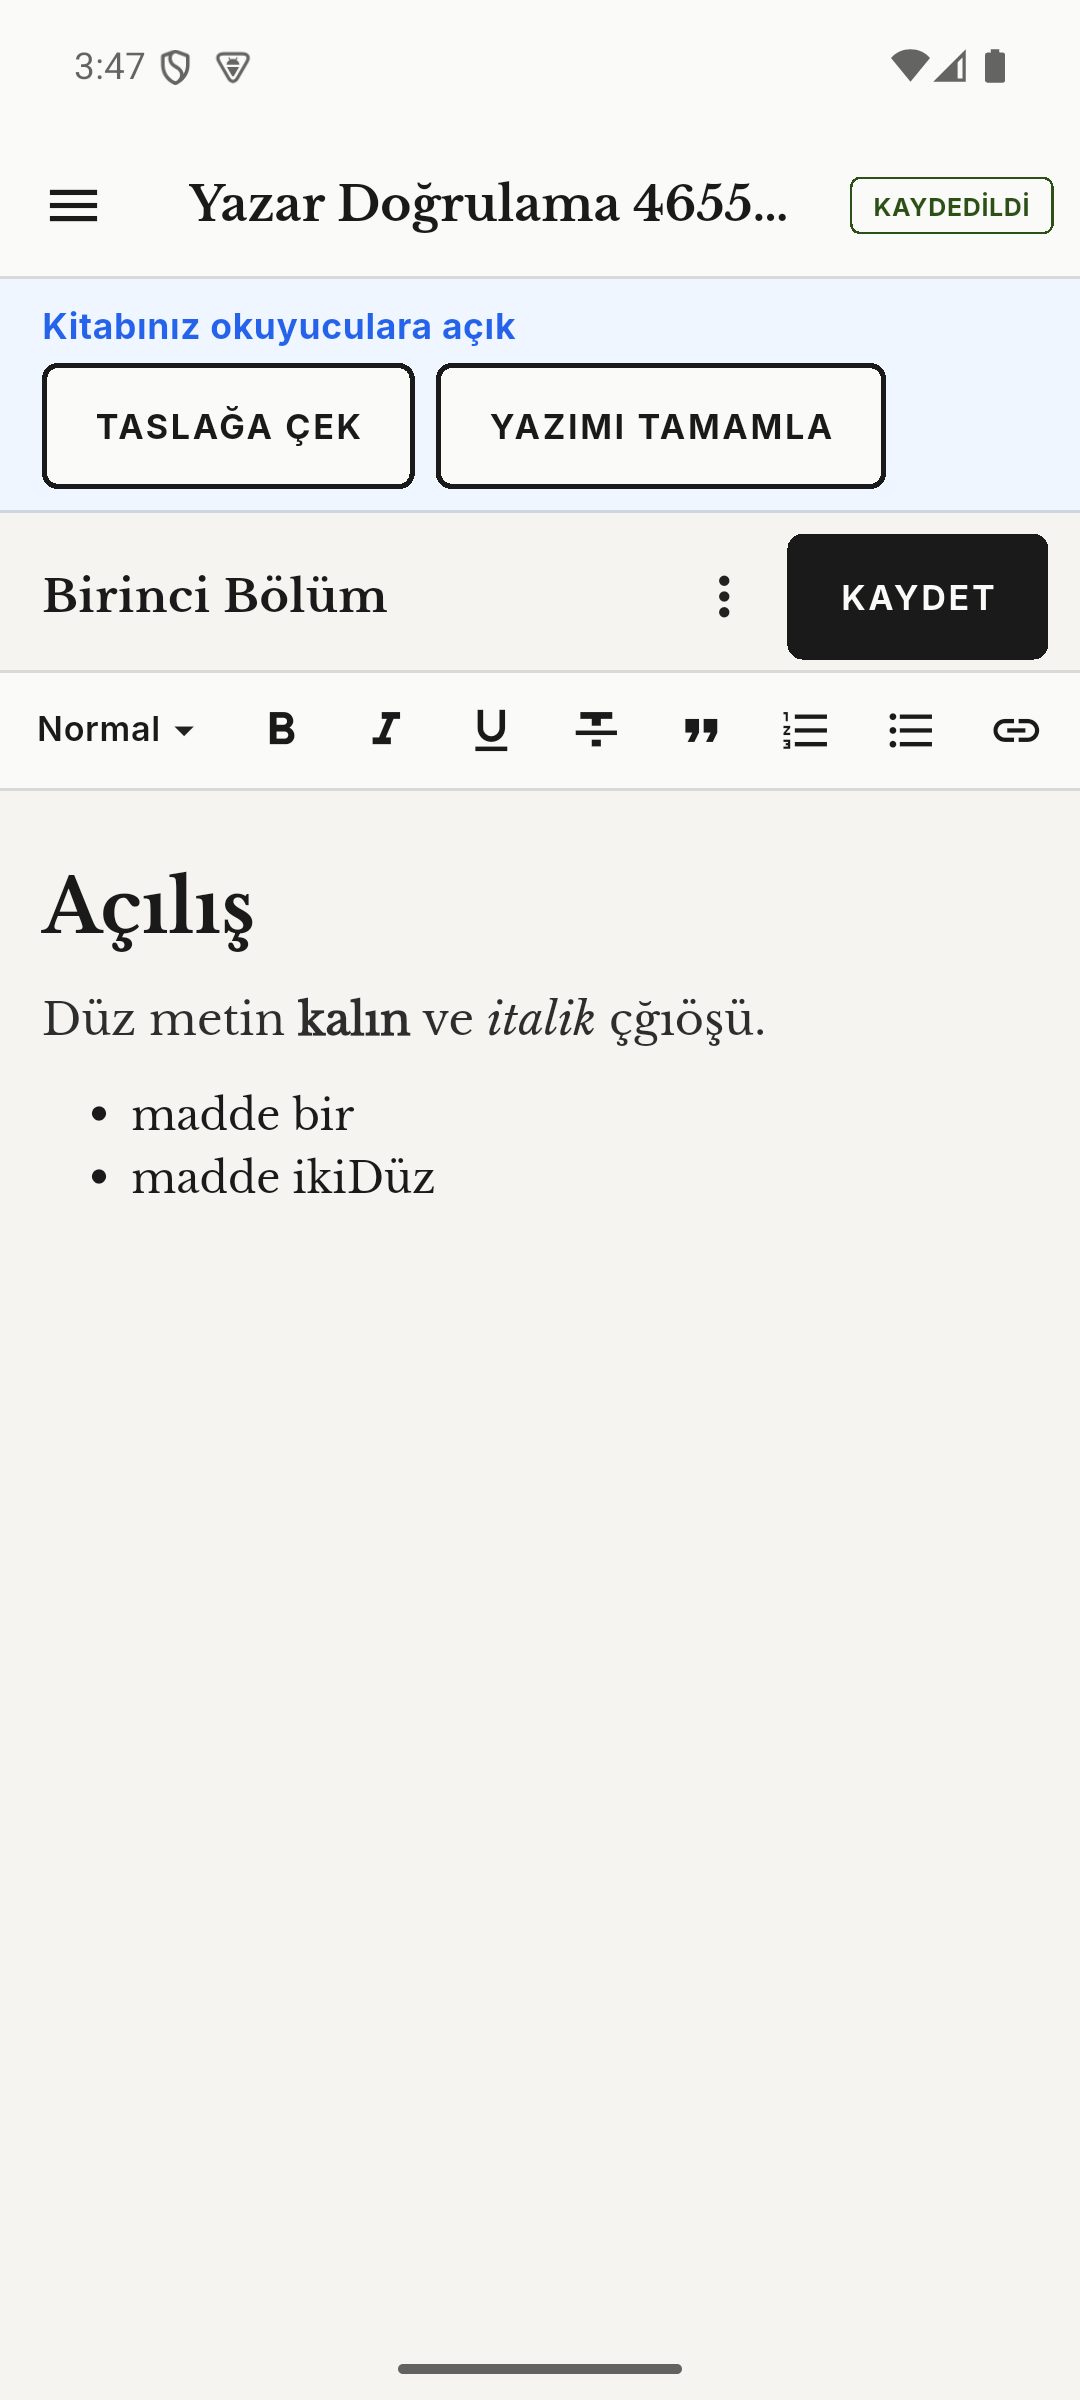 3:47
Yazar Doğrulama 4655...
KAYDEDİLDİ
Kitabınız okuyuculara açık
TASLAĞA ÇEK
YAZIMI TAMAMLA
Birinci Bölüm
KAYDET
Normal
Açılış
Düz metin kalın ve italik çğıöşü.
• madde bir
• madde ikiDüz